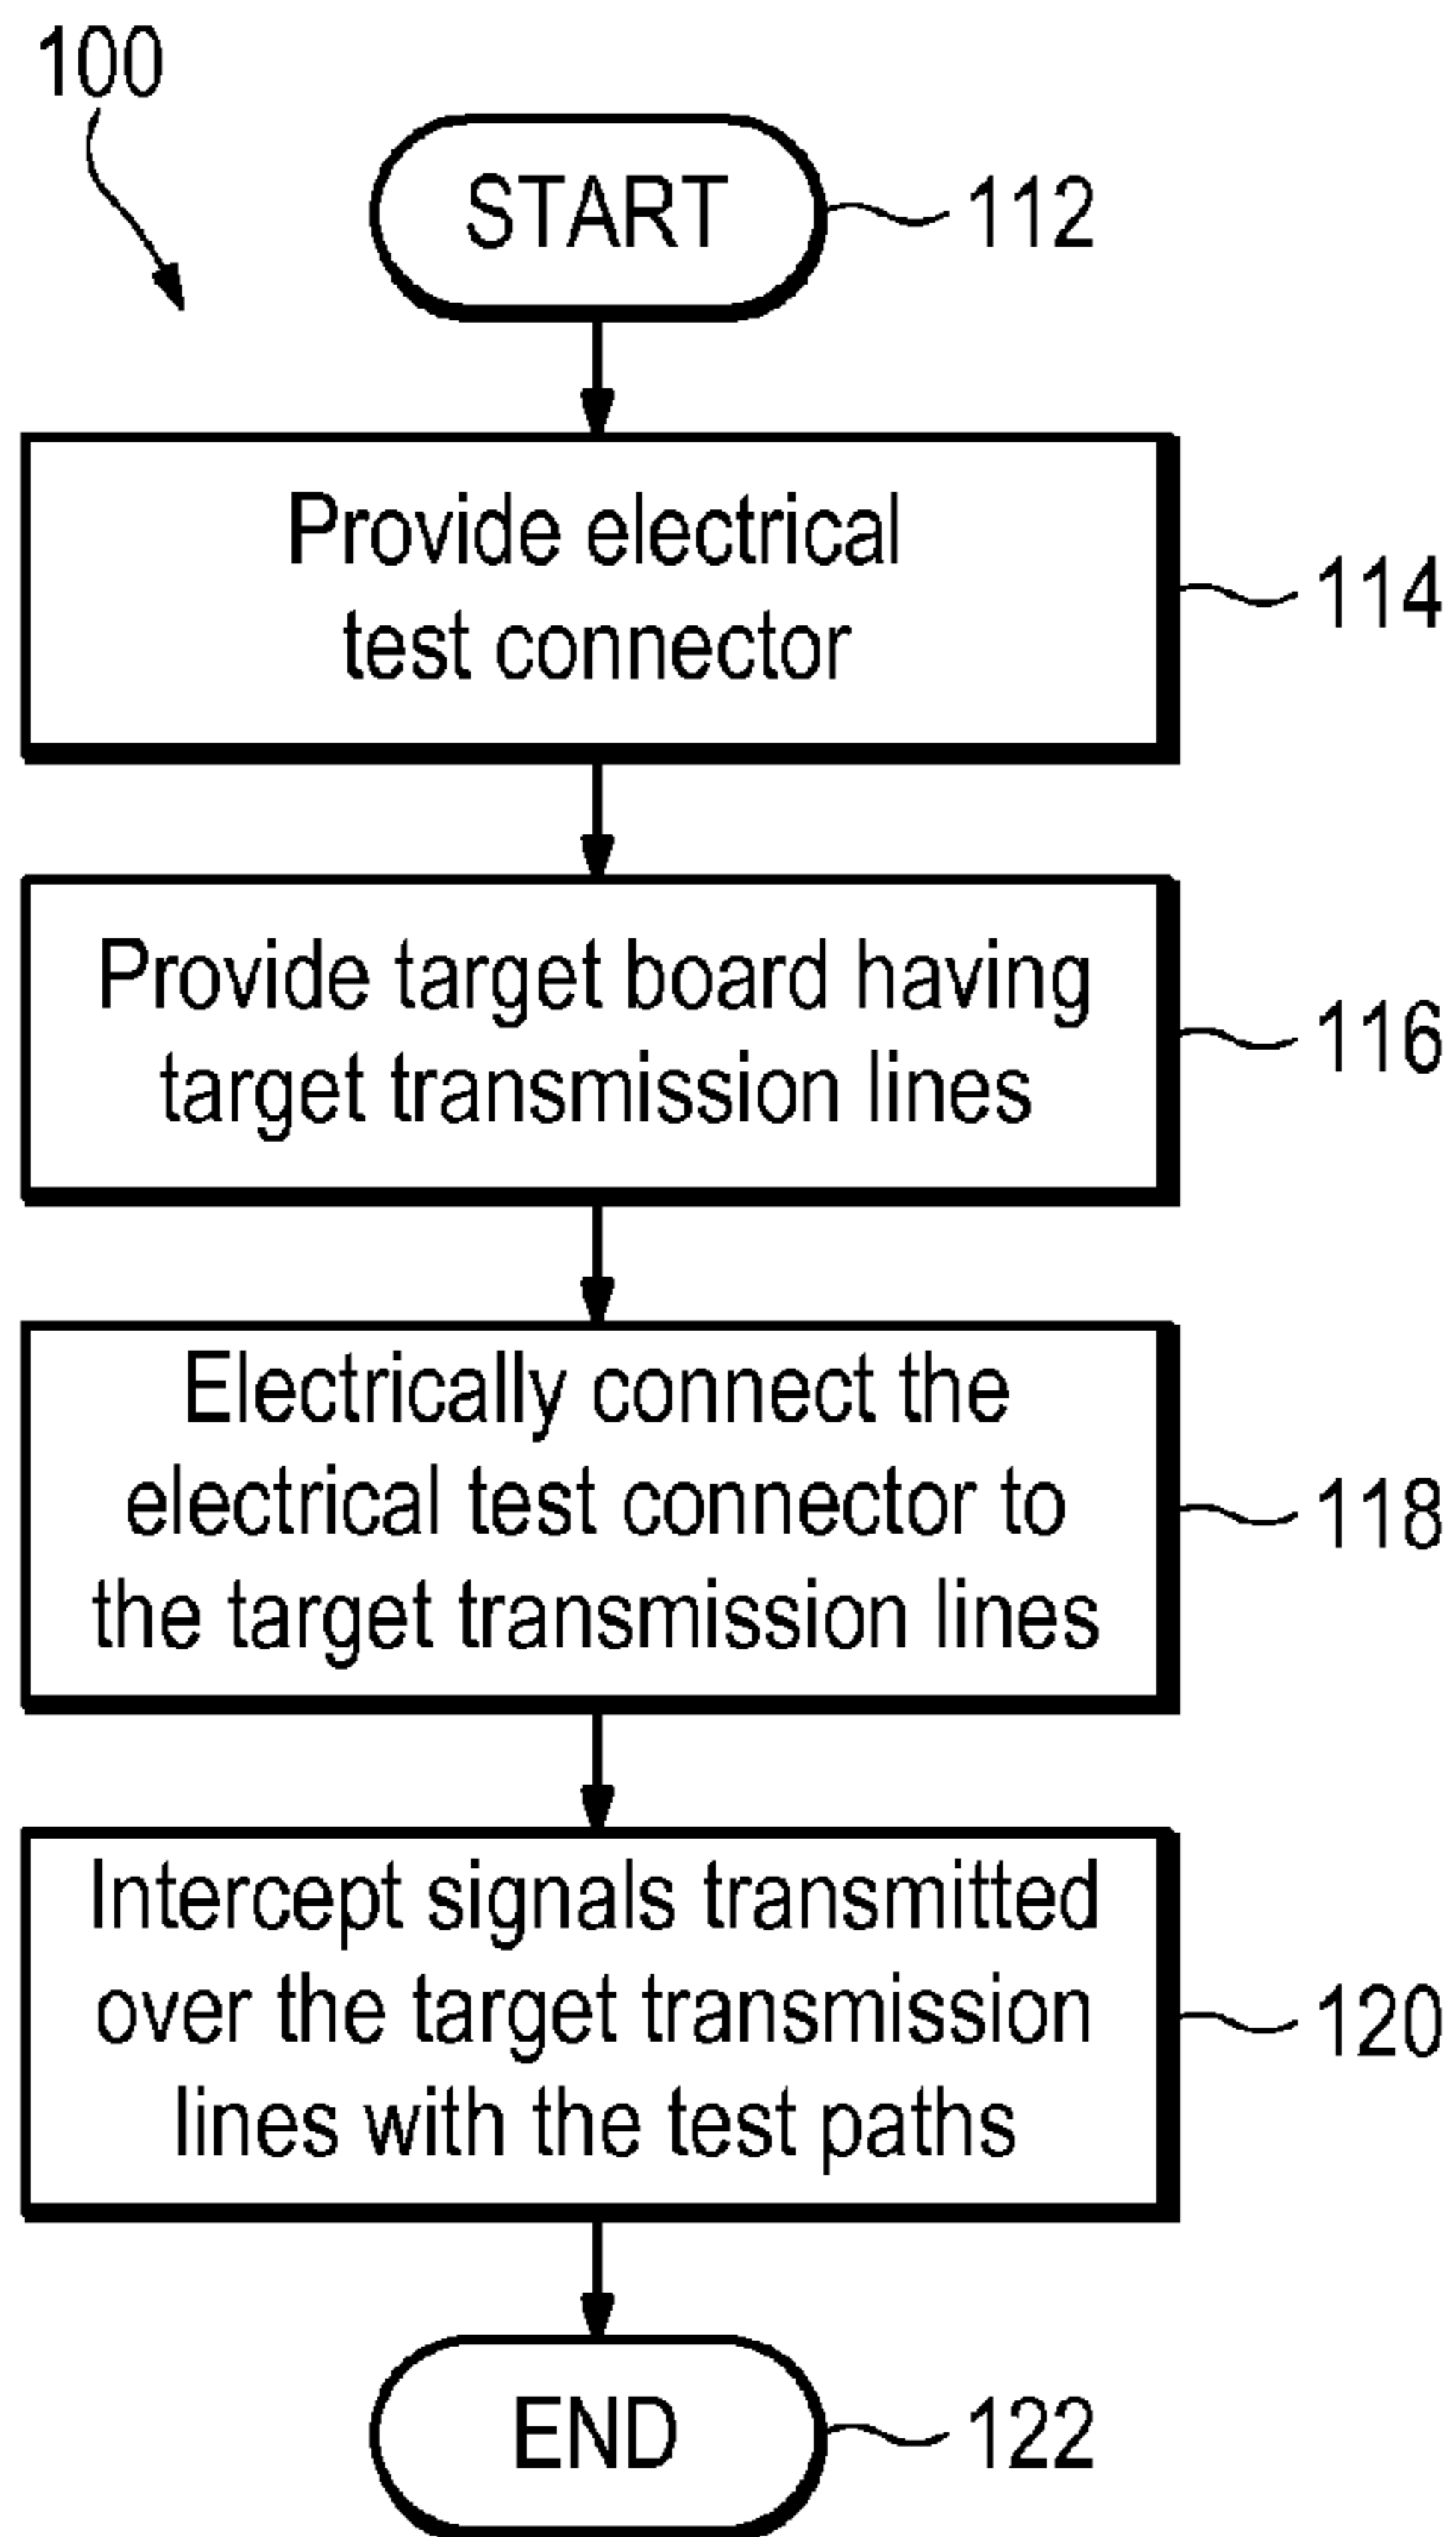 100
START
112
Provide electrical
test connector
114
Provide target board having
target transmission lines
116
Electrically connect the
electrical test connector to
the target transmission lines
118
Intercept signals transmitted
over the target transmission
lines with the test paths
120
END
122